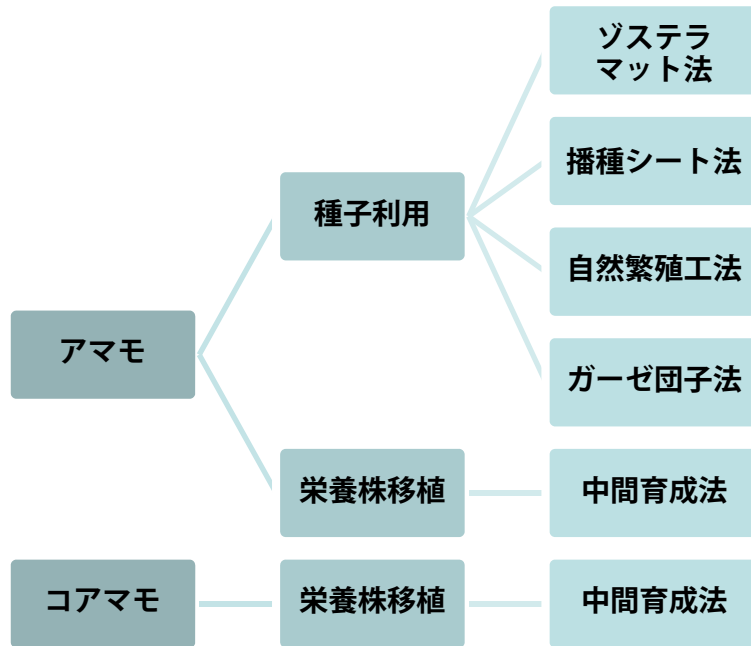 ゾステラ
マット法
播種シート法
種子利用
自然繁殖工法
アマモ
ガーゼ団子法
栄養株移植
中間育成法
コアマモ
栄養株移植
中間育成法